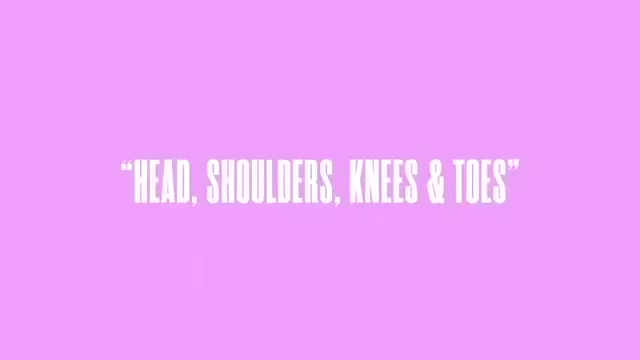 “HEAD, SHOULDERS, KNEES & TOES”